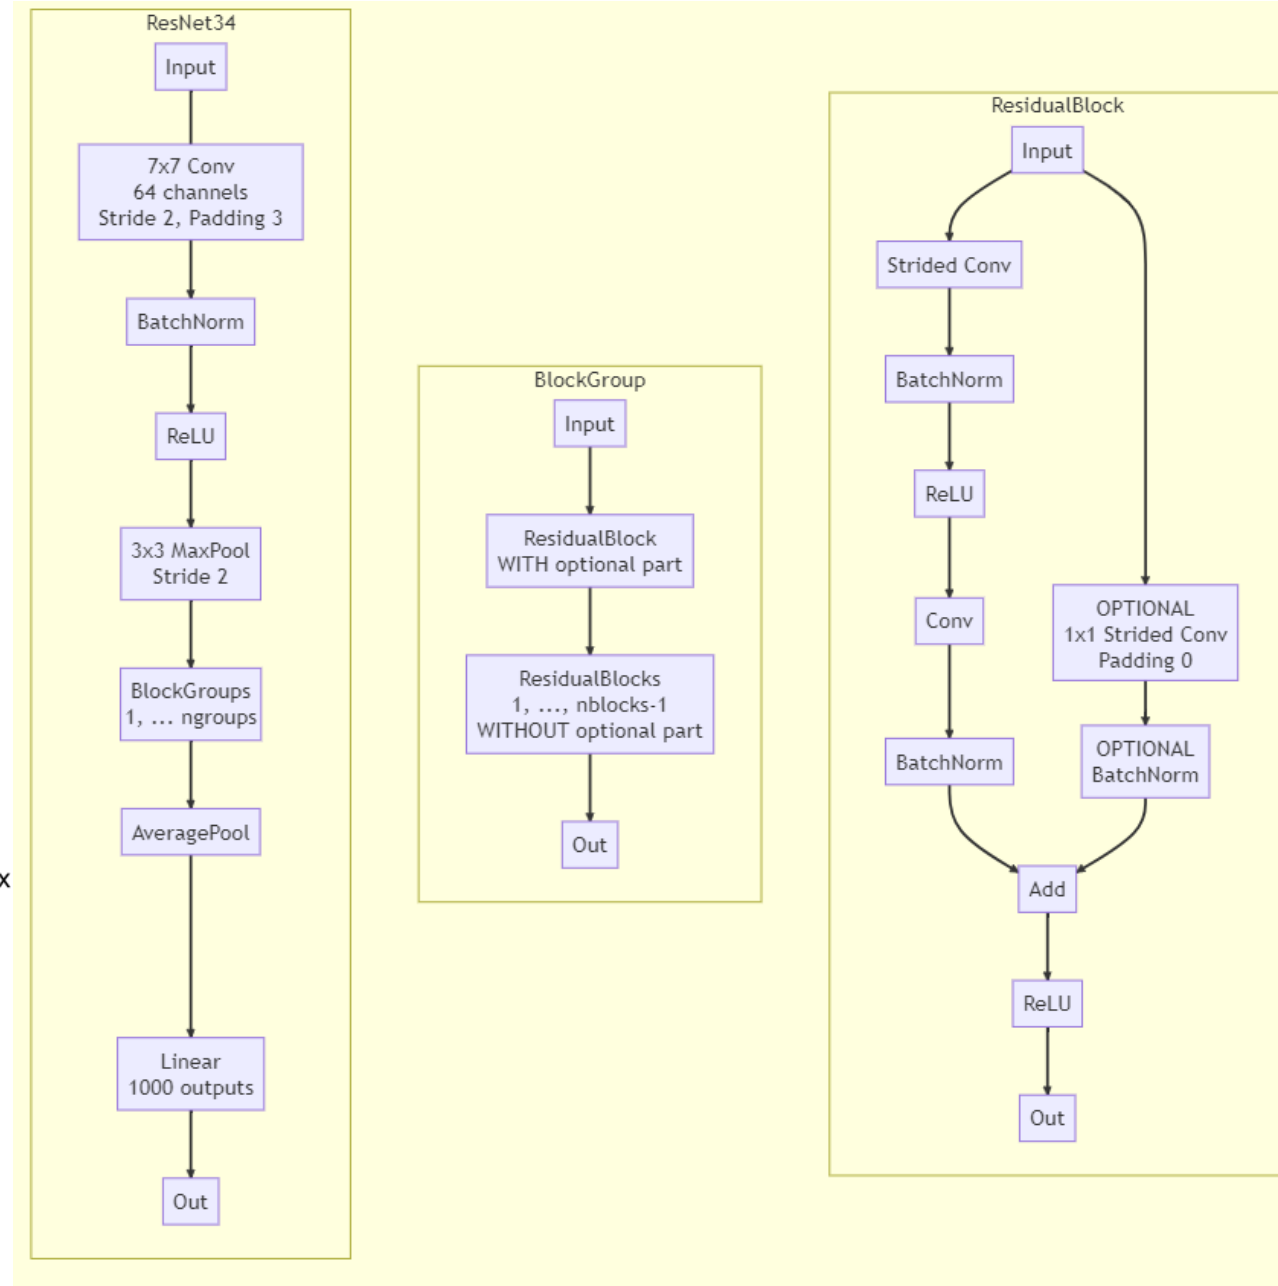 ResNet34
Input
7x7 Conv
64 channels
Stride 2, Padding 3
BatchNorm
ReLU
3x3 MaxPool
Stride 2
BlockGroups
1, ... ngroups
AveragePool
Linear
1000 outputs
Out
x
BlockGroup
Input
ResidualBlock
WITH optional part
ResidualBlocks
1, ..., nblocks-1
WITHOUT optional part
Out
ResidualBlock
Input
Strided Conv
BatchNorm
ReLU
Conv
BatchNorm
OPTIONAL
1x1 Strided Conv
Padding 0
OPTIONAL
BatchNorm
Add
ReLU
Out